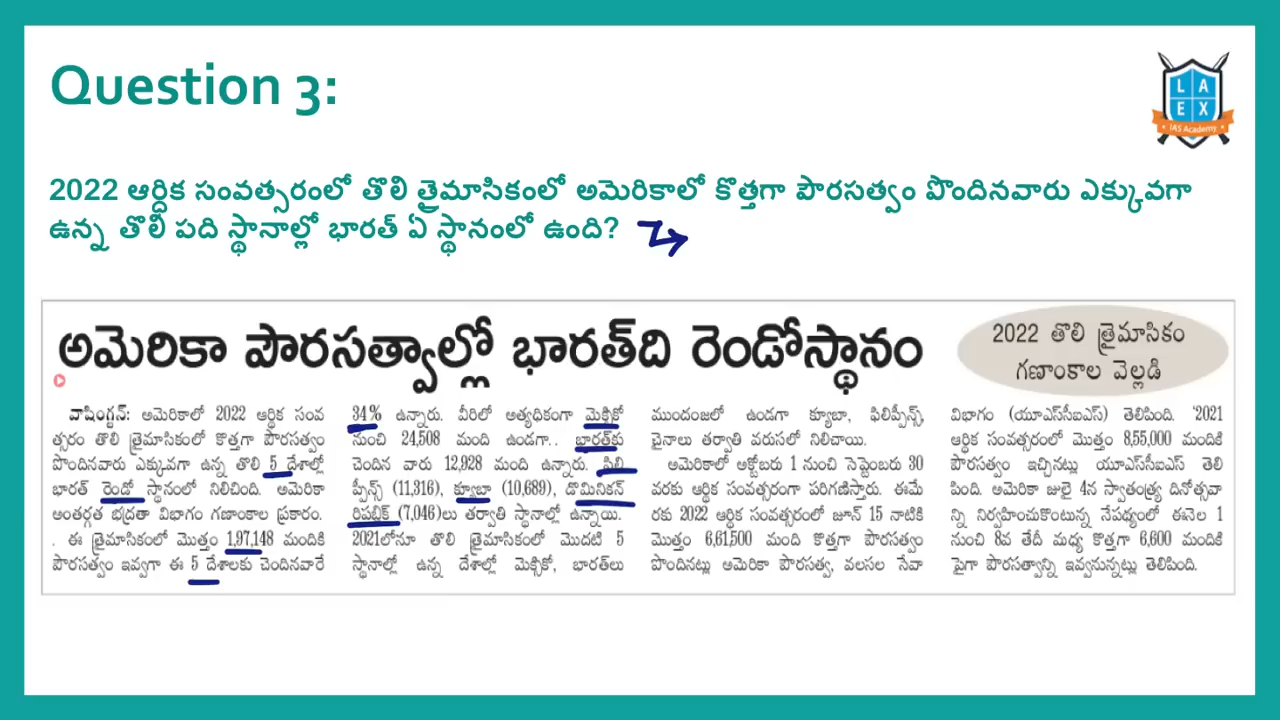 Question 3:
L A
E X
IAS Academy
2022 ఆర్ధిక సంవత్సరంలో తొలి త్రైమాసికంలో అమెరికాలో కొత్తగా పౌరసత్వం పొందినవారు ఎక్కువగా
ఉన్న తొలి పది స్థానాల్లో భారత్ ఏ స్థానంలో ఉంది?
అమెరికా పౌరసత్వాల్లో భారత్‌ది రెండోస్థానం
2022 తొలి త్రైమాసికం
గణాంకాల వెల్లడి
వాషింగ్టన్: అమెరికాలో 2022 ఆర్థిక సంవ
త్సరం తొలి త్రైమాసికంలో కొత్తగా పౌరసత్వం
పొందినవారు ఎక్కువగా ఉన్న తొలి 5 దేశాల్లో
భారత్ రెండో స్థానంలో నిలిచింది. అమెరికా
అంతర్గత భద్రతా విభాగం గణాంకాల ప్రకారం.
. ఈ త్రైమాసికంలో మొత్తం 1,97,148 మందికి
పౌరసత్వం ఇవ్వగా ఈ 5 దేశాలకు చెందినవారే
34% ఉన్నారు. వీరిలో అత్యధికంగా మెక్సికో
నుంచి 24,508 మంది ఉండగా.. భారత్‌కు
చెందిన వారు 12,928 మంది ఉన్నారు. ఫిలి
ప్పీన్స్ (11,316), క్యూబా (10,689), డొమినికన్
రిపబ్లిక్ (7,046)లు తర్వాతి స్థానాల్లో ఉన్నాయి.
2021లోనూ తొలి త్రైమాసికంలో మొదటి 5
స్థానాల్లో ఉన్న దేశాల్లో మెక్సికో, భారత్‌లు
ముందంజలో ఉండగా క్యూబా, ఫిలిప్పీన్స్,
చైనాలు తర్వాతి వరుసలో నిలిచాయి.
అమెరికాలో అక్టోబరు 1 నుంచి సెప్టెంబరు 30
వరకు ఆర్థిక సంవత్సరంగా పరిగణిస్తారు. ఈమే
రకు 2022 ఆర్థిక సంవత్సరంలో జూన్ 15 నాటికి
మొత్తం 6,61,500 మంది కొత్తగా పౌరసత్వం
పొందినట్లు అమెరికా పౌరసత్వ, వలసల సేవా
విభాగం (యూఎస్‌సీఐఎస్) తెలిపింది. '2021
ఆర్థిక సంవత్సరంలో మొత్తం 8,55,000 మందికి
పౌరసత్వం ఇచ్చినట్లు యూఎస్‌సీఐఎస్ తెలి
పింది. అమెరికా జులై 4న స్వాతంత్ర్య దినోత్సవా
న్ని నిర్వహించుకొంటున్న నేపథ్యంలో ఈనెల 1
నుంచి 8వ తేదీ మధ్య కొత్తగా 6,600 మందికి
పైగా పౌరసత్వాన్ని ఇవ్వనున్నట్లు తెలిపింది.